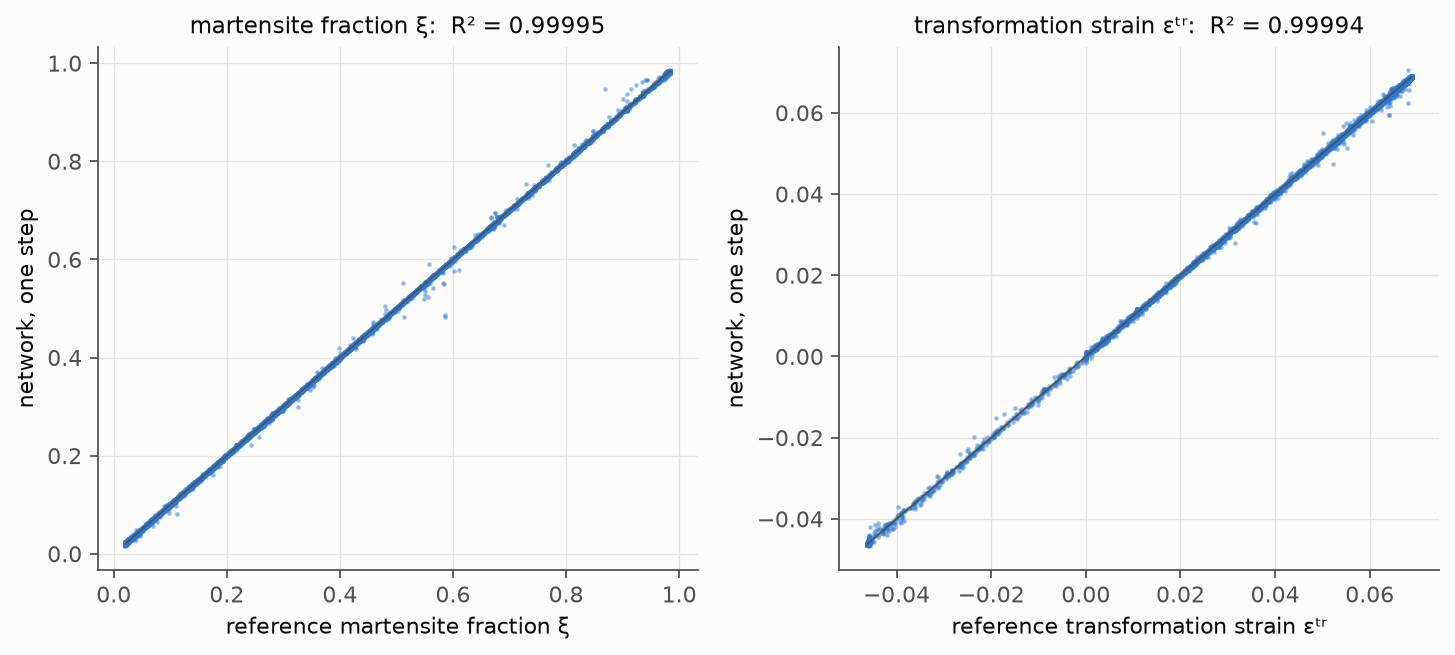 martensite fraction ξ:  R² = 0.99995
network, one step
1.0
0.8
0.6
0.4
0.2
0.0
0.0 0.2 0.4 0.6 0.8 1.0
reference martensite fraction ξ
transformation strain εᵗʳ:  R² = 0.99994
network, one step
0.06
0.04
0.02
0.00
−0.02
−0.04
−0.04 −0.02 0.00 0.02 0.04 0.06
reference transformation strain εᵗʳ